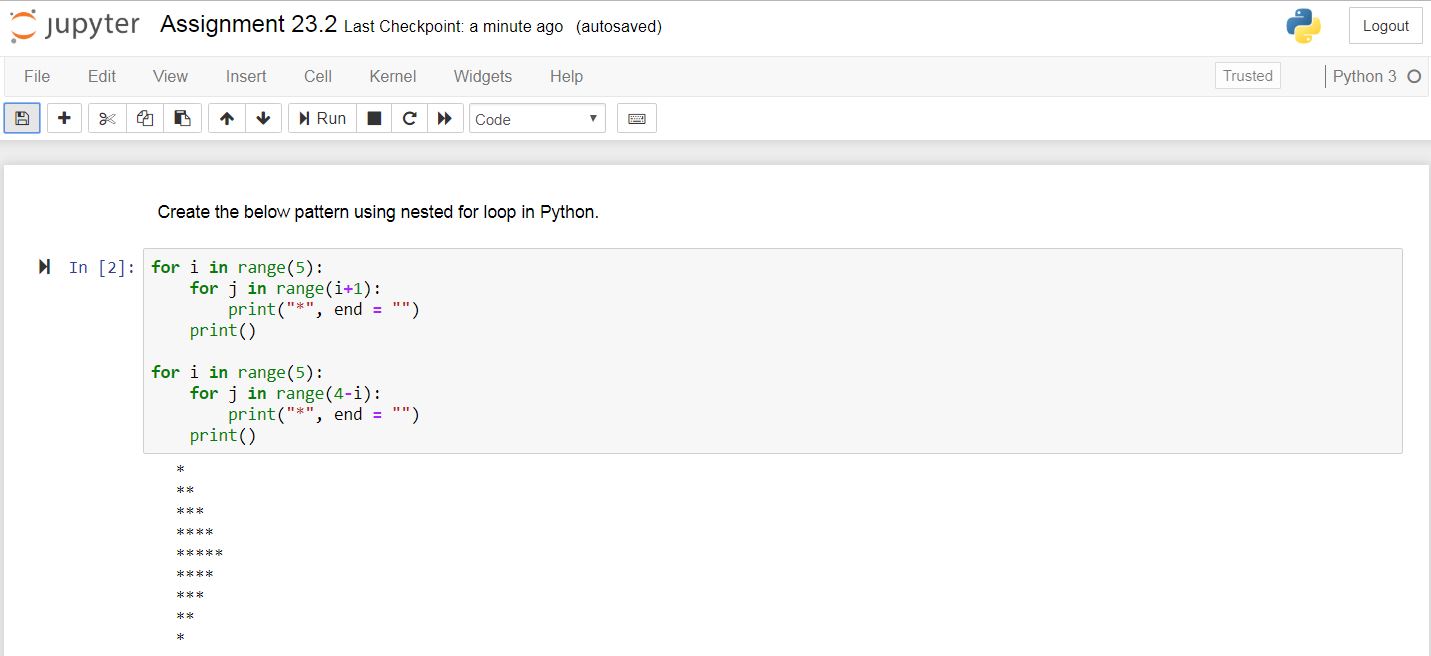 jupyter Assignment 23.2 Last Checkpoint: a minute ago (autosaved) Logout
File Edit View Insert Cell Kernel Widgets Help Trusted Python 3
Run Code
Create the below pattern using nested for loop in Python.
In [2]: for i in range(5):
    for j in range(i+1):
        print("*", end = "")
    print()

for i in range(5):
    for j in range(4-i):
        print("*", end = "")
    print()
*
**
***
****
*****
****
***
**
*